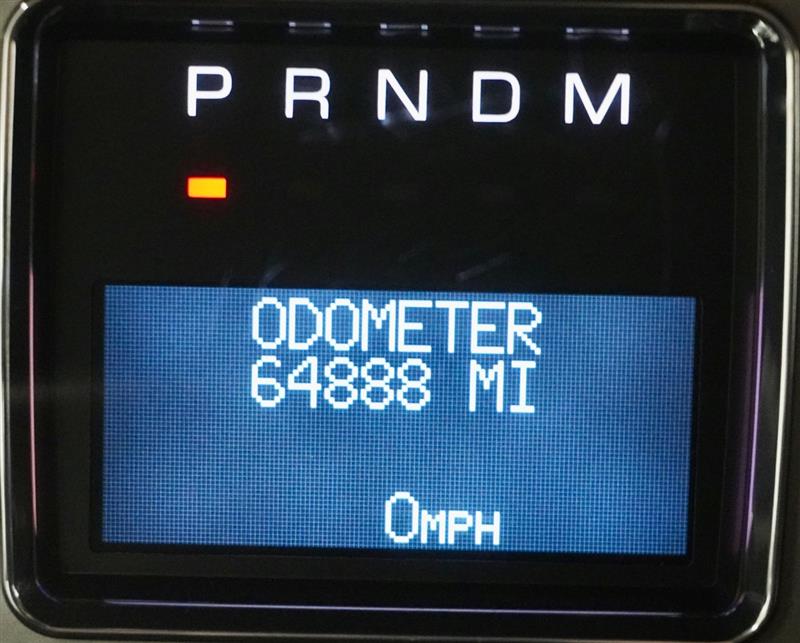 P R N D M
ODOMETER
64888 MI
0MPH